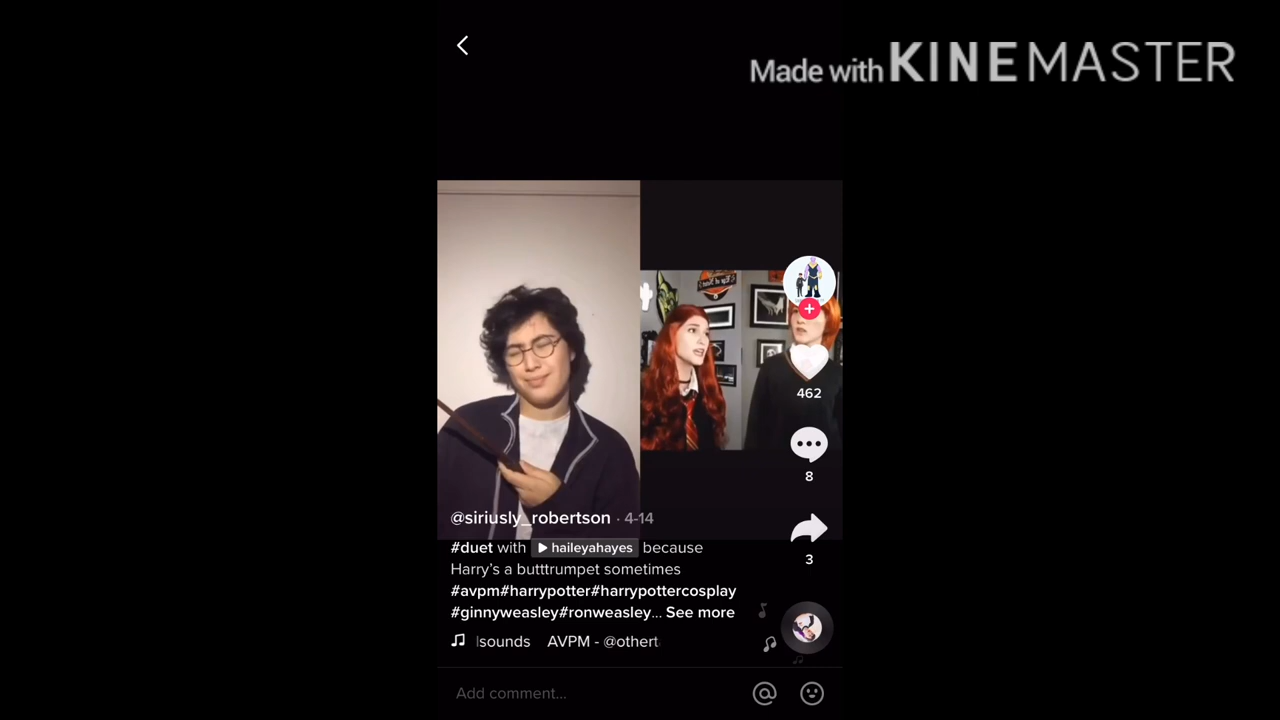 Made with KINEMASTER
462
8
@siriusly_robertson · 4-14
3
#duet with haileyahayes because
Harry's a butttrumpet sometimes
#avpm#harrypotter#harrypottercosplay
#ginnyweasley#ronweasley... See more
sounds AVPM - @othert
Add comment...